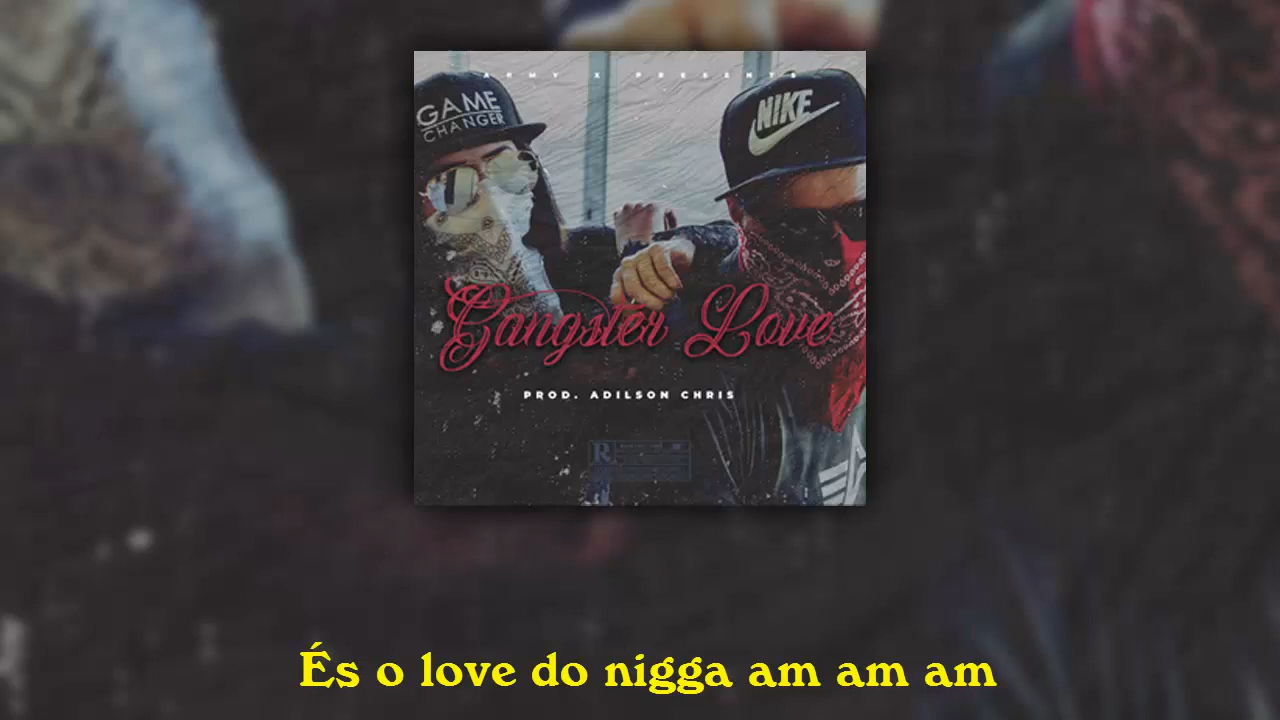 ARMY X PRESENTS
GAME
CHANGER
NIKE
Gangster Love
PROD. ADILSON CHRIS
R
És o love do nigga am am am